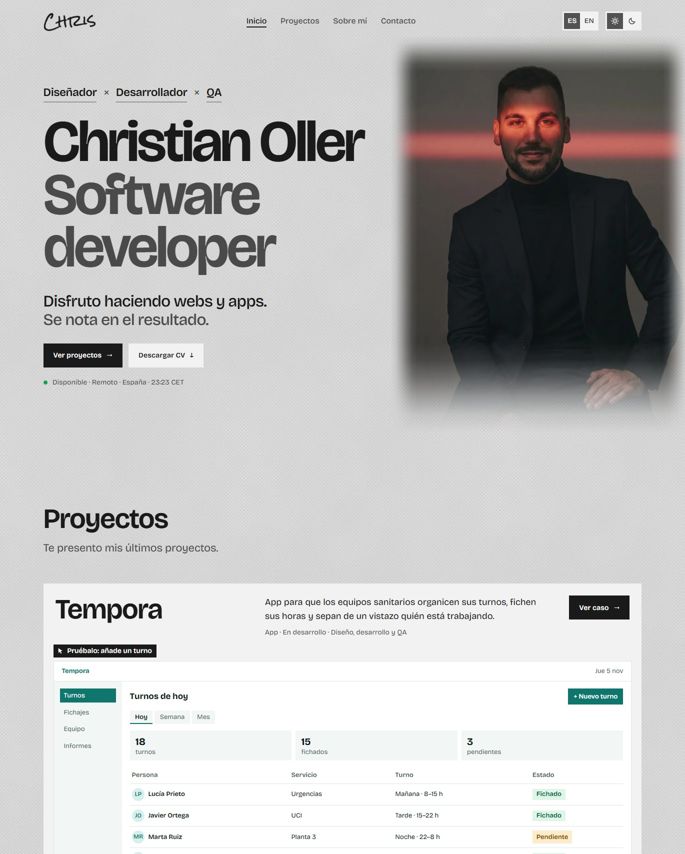 CHRIS
Inicio Proyectos Sobre mí Contacto
ES EN
Diseñador × Desarrollador × QA
Christian Oller
Software
developer
Disfruto haciendo webs y apps.
Se nota en el resultado.
Ver proyectos → Descargar CV ↓
Disponible · Remoto · España · 23:23 CET
Proyectos
Te presento mis últimos proyectos.
Tempora
App para que los equipos sanitarios organicen sus turnos, fichen
sus horas y sepan de un vistazo quién está trabajando.
App · En desarrollo · Diseño, desarrollo y QA
Ver caso →
Pruébalo: añade un turno
Tempora Jue 5 nov
Turnos
Fichajes
Equipo
Informes
Turnos de hoy
+ Nuevo turno
Hoy Semana Mes
18 15 3
turnos fichados pendientes
Persona Servicio Turno Estado
LP Lucía Prieto Urgencias Mañana · 8–15 h Fichado
JO Javier Ortega UCI Tarde · 15–22 h Fichado
MR Marta Ruiz Planta 3 Noche · 22–8 h Pendiente